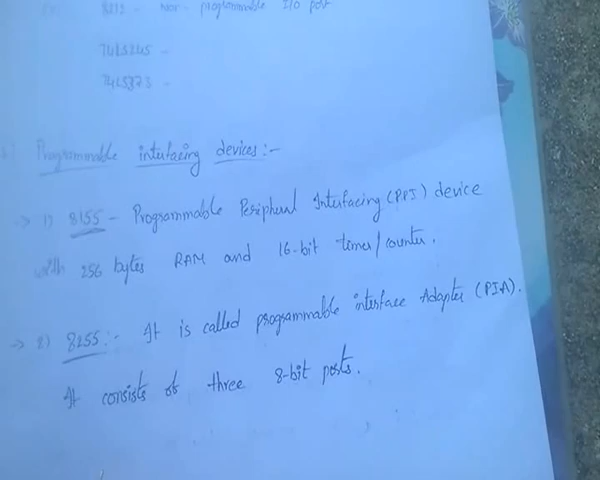 8212 - Non - programmable I/O port
74LS245 -
74LS373 -
Programmable interfacing devices :-
-> 1) 8155 - Programmable Peripheral Interfacing (PPI) device
with 256 bytes RAM and 16-bit timer/counter.
-> 2) 8255 :- It is called programmable interface Adapter (PIA).
It consists of three 8-bit ports.